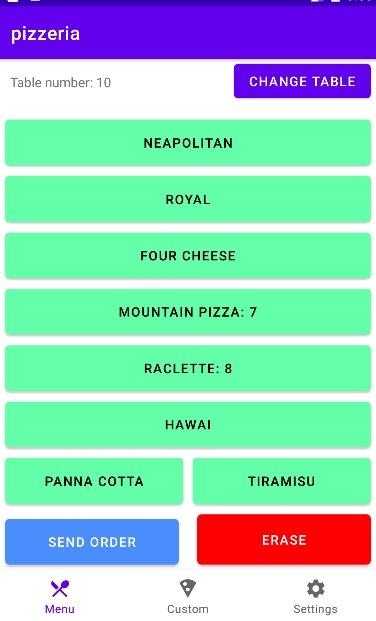 pizzeria
Table number: 10
CHANGE TABLE
NEAPOLITAN
ROYAL
FOUR CHEESE
MOUNTAIN PIZZA: 7
RACLETTE: 8
HAWAI
PANNA COTTA
TIRAMISU
SEND ORDER
ERASE
Menu
Custom
Settings